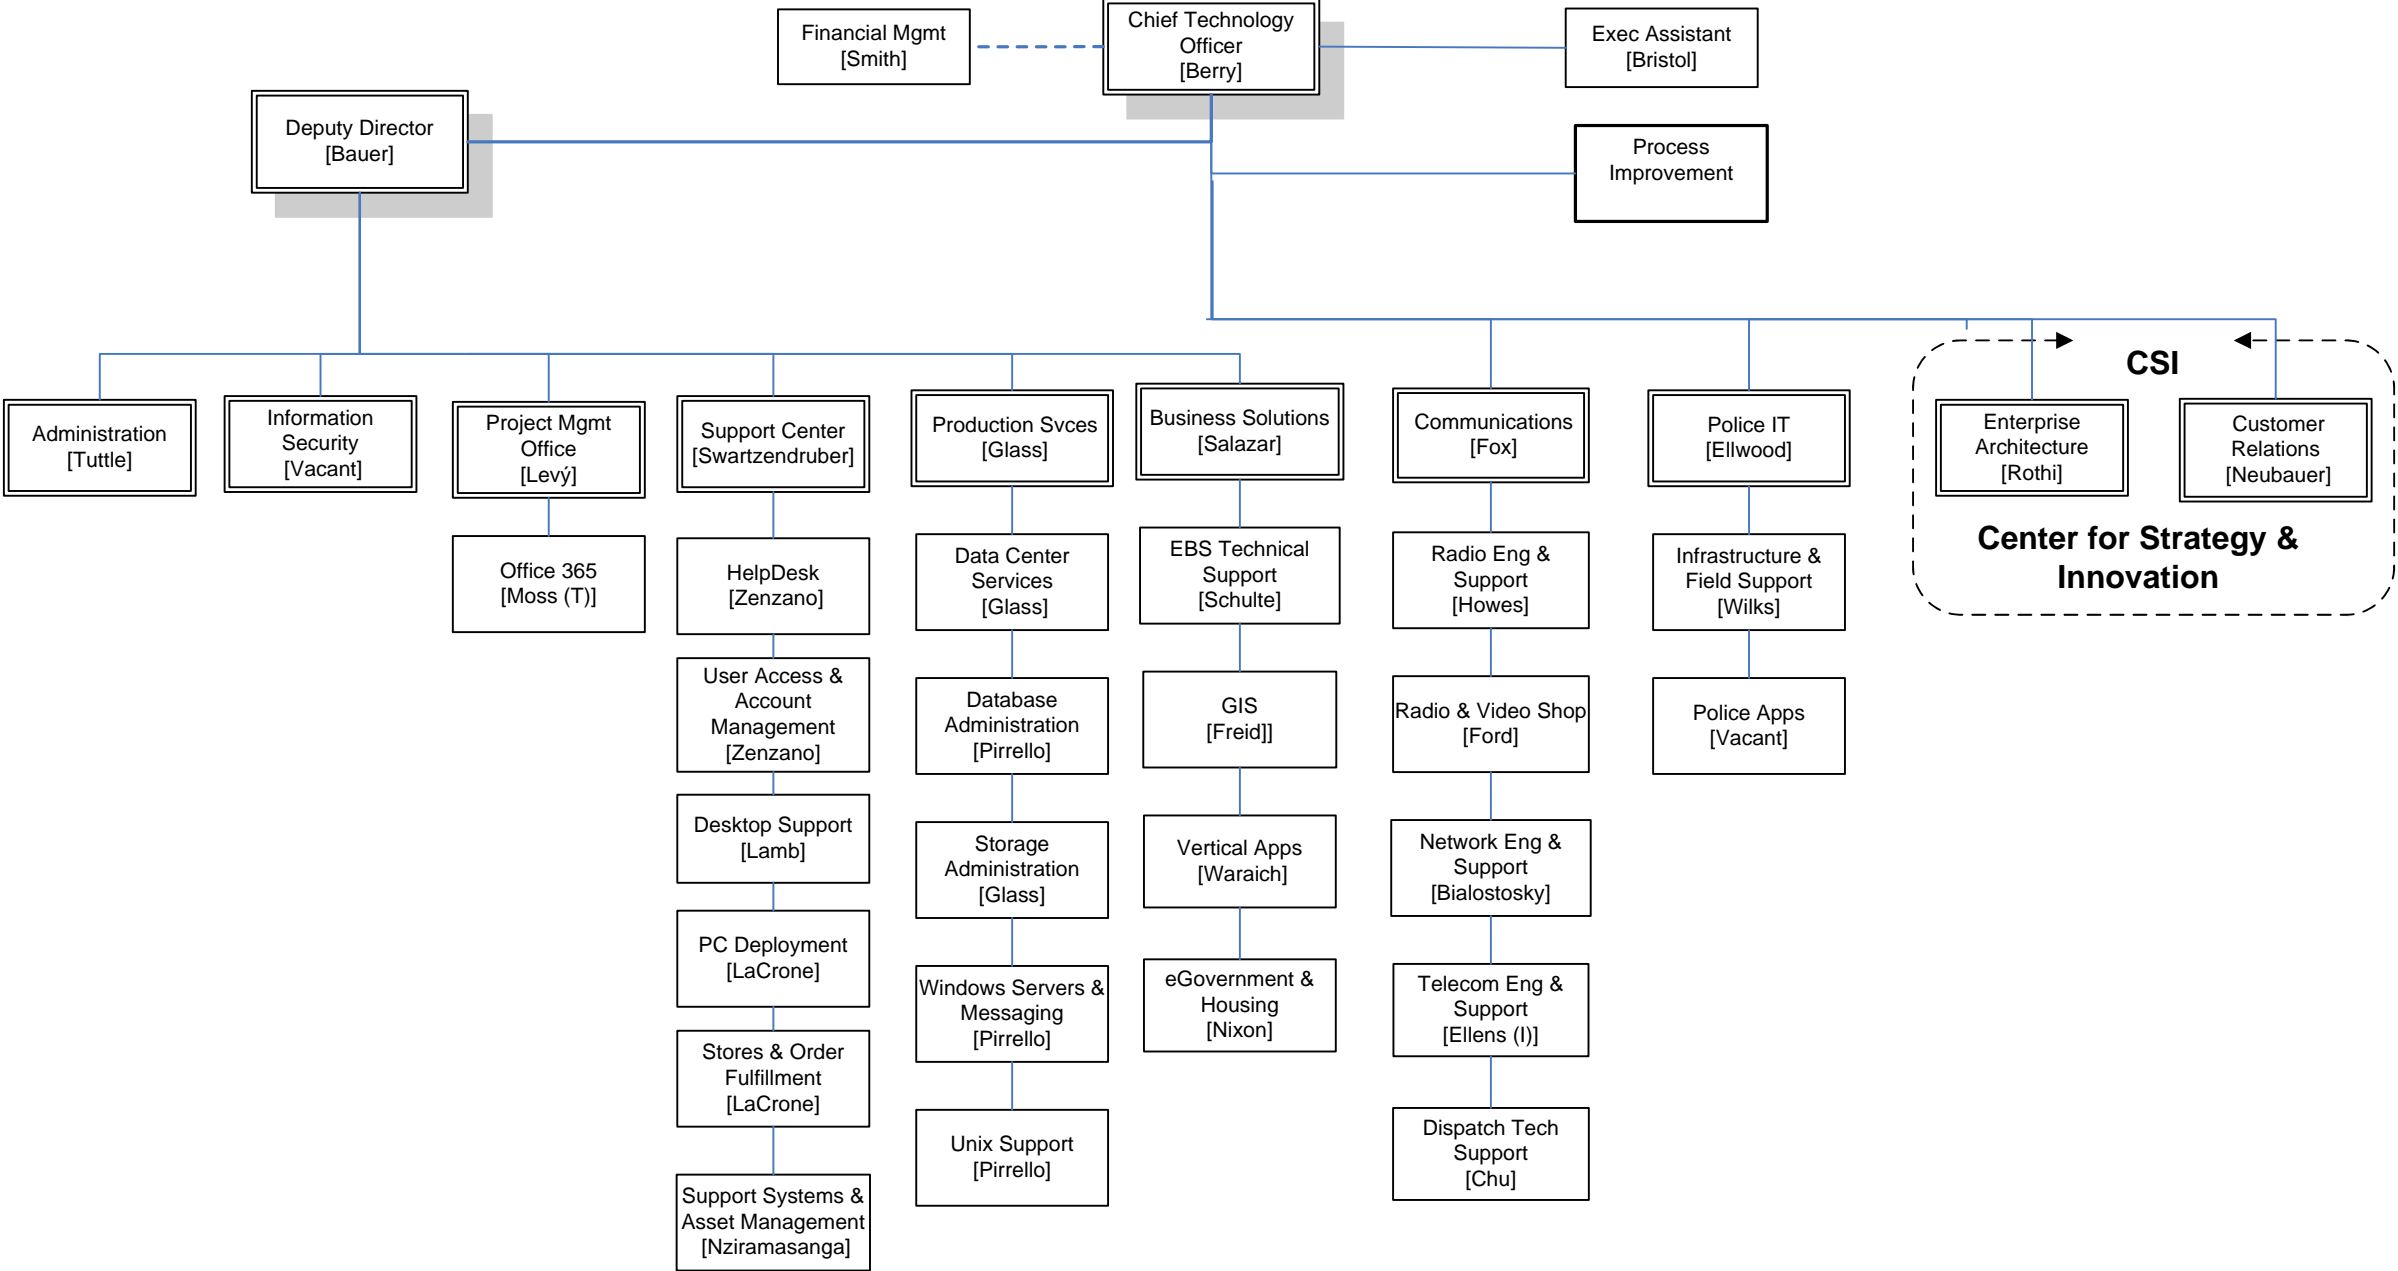 Financial Mgmt
[Smith]
Chief Technology
Officer
[Berry]
Exec Assistant
[Bristol]
Deputy Director
[Bauer]
Process
Improvement
CSI
Center for Strategy &
Innovation
Administration
[Tuttle]
Information
Security
[Vacant]
Project Mgmt
Office
[Levý]
Office 365
[Moss (T)]
Support Center
[Swartzendruber]
HelpDesk
[Zenzano]
User Access &
Account
Management
[Zenzano]
Desktop Support
[Lamb]
PC Deployment
[LaCrone]
Stores & Order
Fulfillment
[LaCrone]
Support Systems &
Asset Management
[Nziramasanga]
Production Svces
[Glass]
Data Center
Services
[Glass]
Database
Administration
[Pirrello]
Storage
Administration
[Glass]
Windows Servers &
Messaging
[Pirrello]
Unix Support
[Pirrello]
Business Solutions
[Salazar]
EBS Technical
Support
[Schulte]
GIS
[Freid]]
Vertical Apps
[Waraich]
eGovernment &
Housing
[Nixon]
Communications
[Fox]
Radio Eng &
Support
[Howes]
Radio & Video Shop
[Ford]
Network Eng &
Support
[Bialostosky]
Telecom Eng &
Support
[Ellens (I)]
Dispatch Tech
Support
[Chu]
Police IT
[Ellwood]
Infrastructure &
Field Support
[Wilks]
Police Apps
[Vacant]
Enterprise
Architecture
[Rothi]
Customer
Relations
[Neubauer]